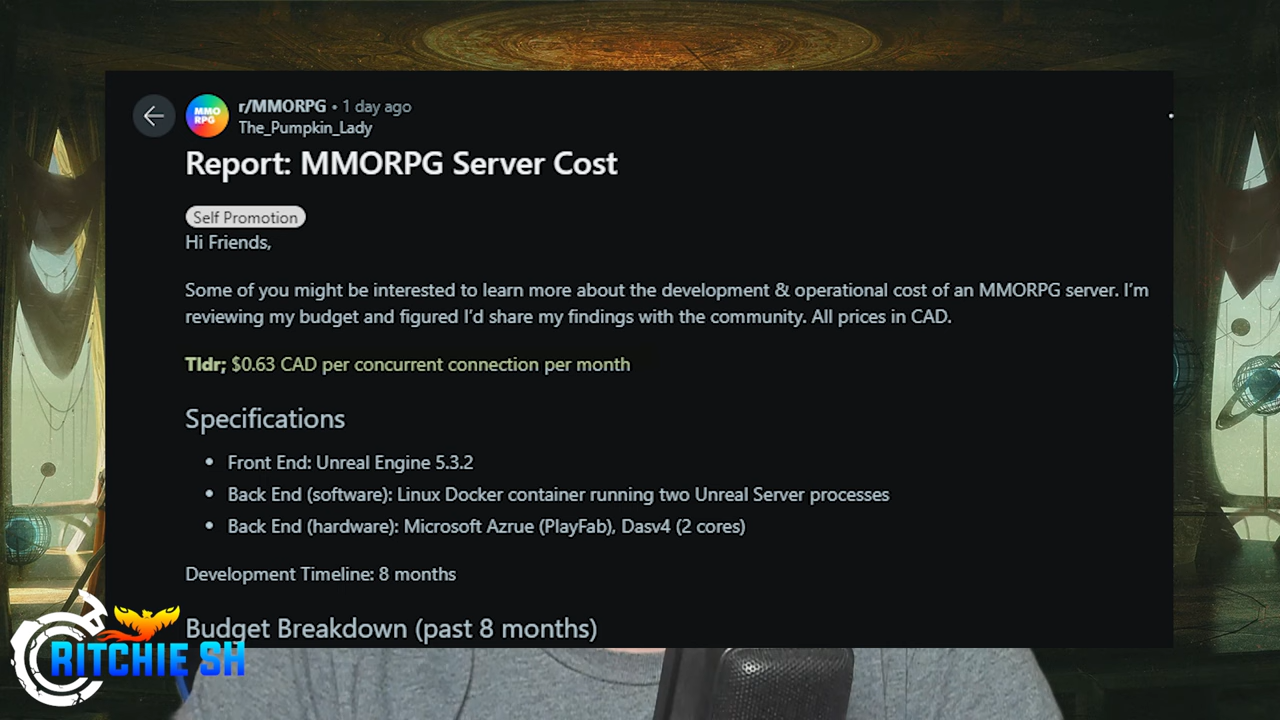 r/MMORPG • 1 day ago
MMO
RPG
The_Pumpkin_Lady
Report: MMORPG Server Cost
Self Promotion
Hi Friends,
Some of you might be interested to learn more about the development & operational cost of an MMORPG server. I'm
reviewing my budget and figured I'd share my findings with the community. All prices in CAD.
Tldr; $0.63 CAD per concurrent connection per month
Specifications
• Front End: Unreal Engine 5.3.2
• Back End (software): Linux Docker container running two Unreal Server processes
• Back End (hardware): Microsoft Azrue (PlayFab), Dasv4 (2 cores)
Development Timeline: 8 months
Budget Breakdown (past 8 months)
RITCHIE SH